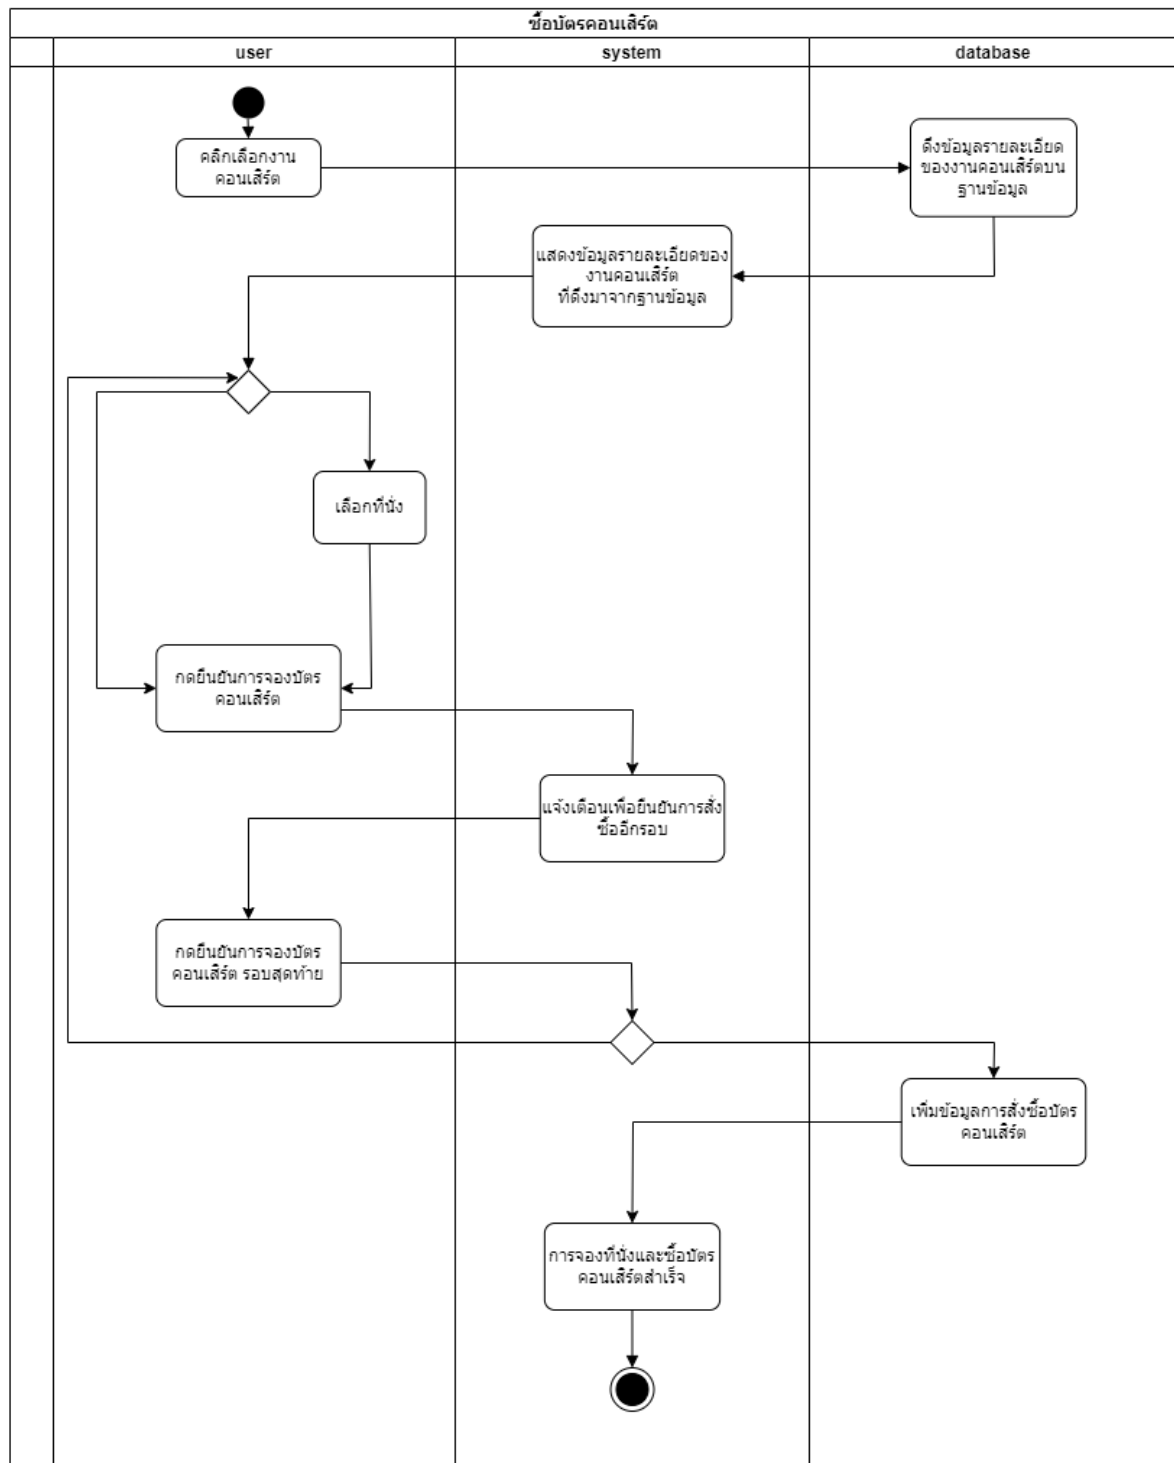 ซื้อบัตรคอนเสิร์ต
user
system
database
คลิกเลือกงาน
คอนเสิร์ต
ดึงข้อมูลรายละเอียด
ของงานคอนเสิร์ตบน
ฐานข้อมูล
แสดงข้อมูลรายละเอียดของ
งานคอนเสิร์ต
ที่ดึงมาจากฐานข้อมูล
เลือกที่นั่ง
กดยืนยันการจองบัตร
คอนเสิร์ต
แจ้งเตือนเพื่อยืนยันการสั่ง
ซื้ออีกรอบ
กดยืนยันการจองบัตร
คอนเสิร์ต รอบสุดท้าย
เพิ่มข้อมูลการสั่งซื้อบัตร
คอนเสิร์ต
การจองที่นั่งและซื้อบัตร
คอนเสิร์ตสำเร็จ